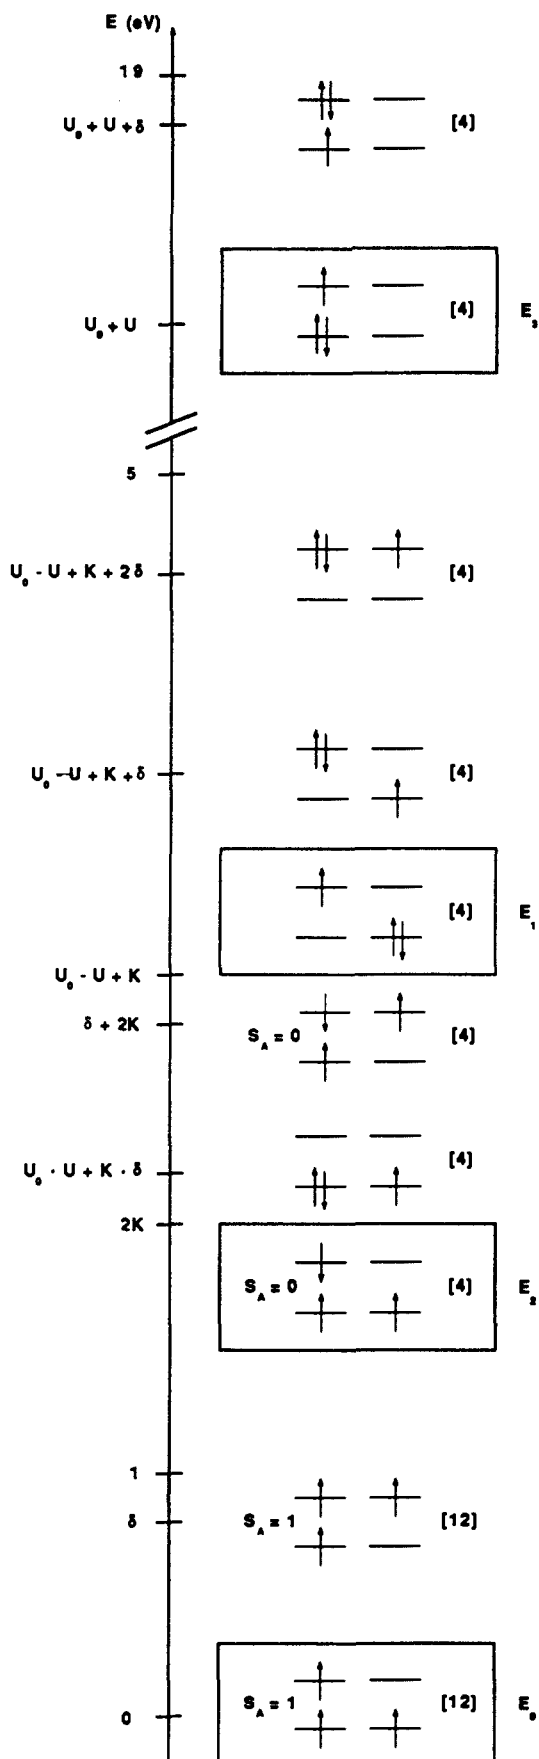 E (eV)
19
U₀ + U + δ [4]
[4] E₃
U₀ + U
5
U₀ - U + K + 2δ [4]
U₀ - U + K + δ [4]
[4] E₁
U₀ - U + K
δ + 2K S_A = 0 [4]
U₀ - U + K - δ [4]
2K
S_A = 0 [4] E₂
1
δ S_A = 1 [12]
0 S_A = 1 [12] E₀